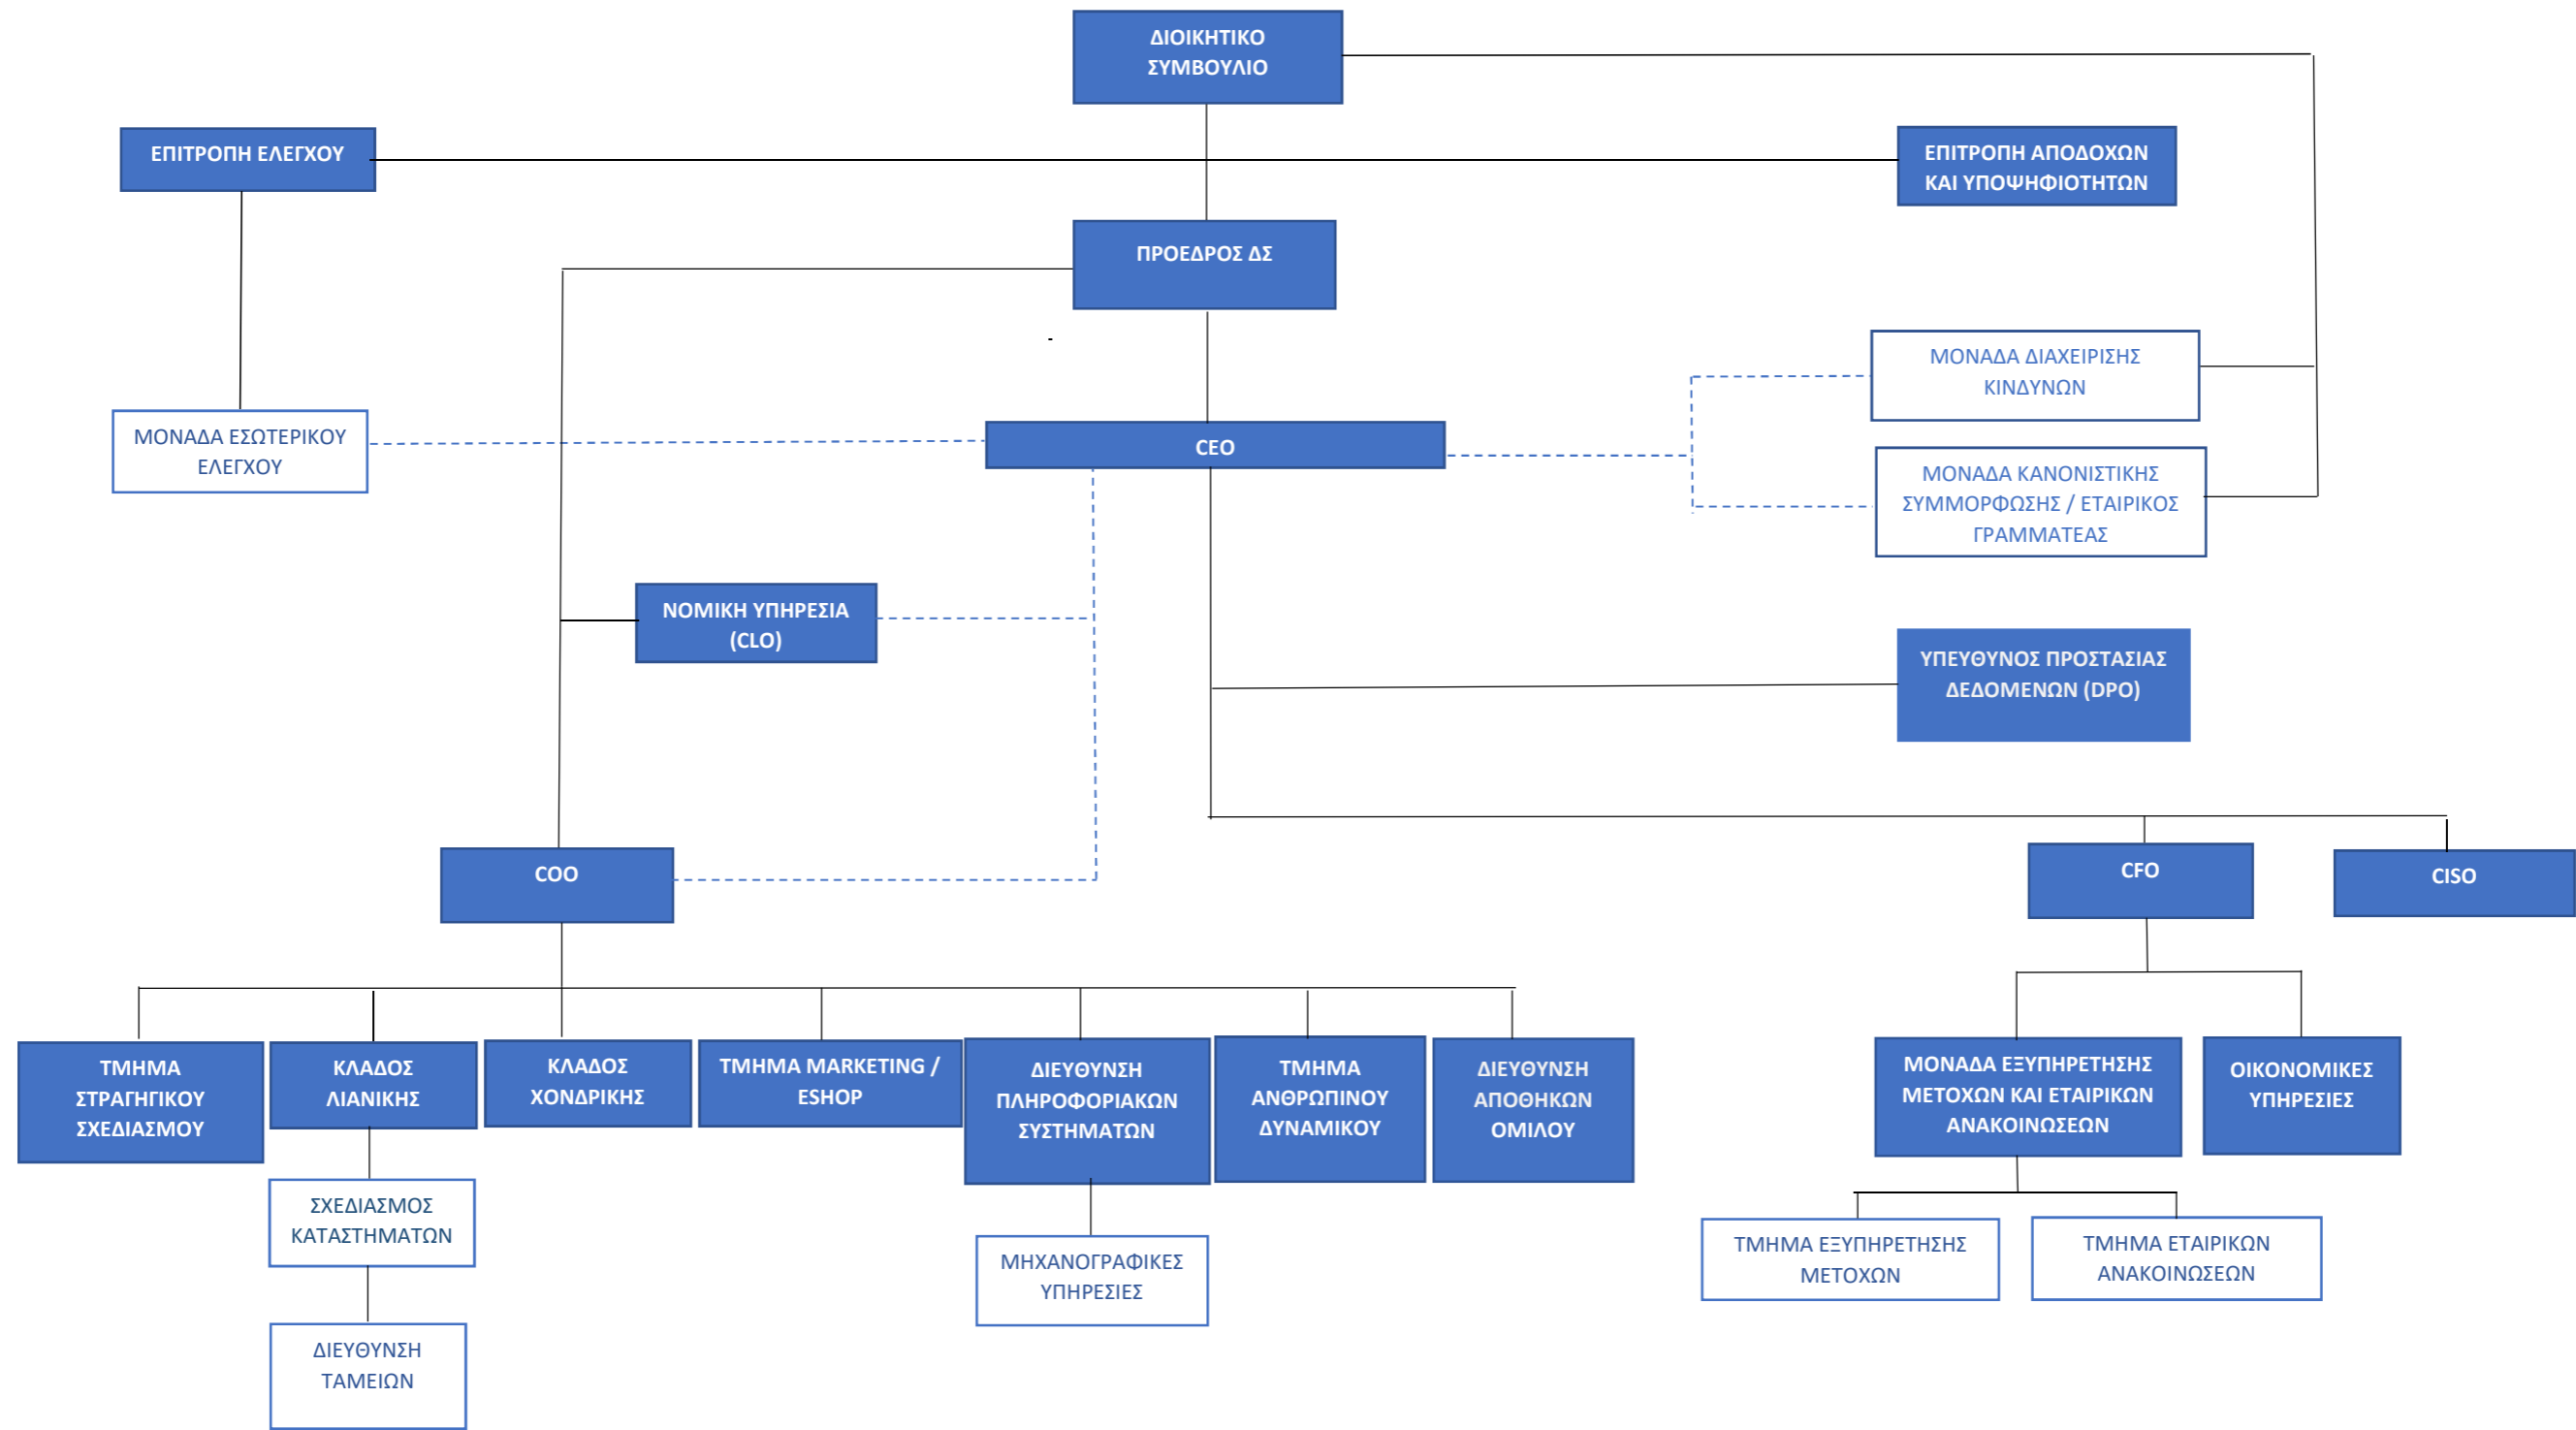 ΔΙΟΙΚΗΤΙΚΟ
ΣΥΜΒΟΥΛΙΟ
ΕΠΙΤΡΟΠΗ ΕΛΕΓΧΟΥ
ΕΠΙΤΡΟΠΗ ΑΠΟΔΟΧΩΝ
ΚΑΙ ΥΠΟΨΗΦΙΟΤΗΤΩΝ
ΠΡΟΕΔΡΟΣ ΔΣ
-
ΜΟΝΑΔΑ ΔΙΑΧΕΙΡΙΣΗΣ
ΚΙΝΔΥΝΩΝ
ΜΟΝΑΔΑ ΕΣΩΤΕΡΙΚΟΥ
ΕΛΕΓΧΟΥ
CEO
ΜΟΝΑΔΑ ΚΑΝΟΝΙΣΤΙΚΗΣ
ΣΥΜΜΟΡΦΩΣΗΣ / ΕΤΑΙΡΙΚΟΣ
ΓΡΑΜΜΑΤΕΑΣ
ΝΟΜΙΚΗ ΥΠΗΡΕΣΙΑ
(CLO)
ΥΠΕΥΘΥΝΟΣ ΠΡΟΣΤΑΣΙΑΣ
ΔΕΔΟΜΕΝΩΝ (DPO)
COO
CFO
CISO
ΤΜΗΜΑ
ΣΤΡΑΓΗΓΙΚΟΥ
ΣΧΕΔΙΑΣΜΟΥ
ΚΛΑΔΟΣ
ΛΙΑΝΙΚΗΣ
ΚΛΑΔΟΣ
ΧΟΝΔΡΙΚΗΣ
ΤΜΗΜΑ MARKETING /
ESHOP
ΔΙΕΥΘΥΝΣΗ
ΠΛΗΡΟΦΟΡΙΑΚΩΝ
ΣΥΣΤΗΜΑΤΩΝ
ΤΜΗΜΑ
ΑΝΘΡΩΠΙΝΟΥ
ΔΥΝΑΜΙΚΟΥ
ΔΙΕΥΘΥΝΣΗ
ΑΠΟΘΗΚΩΝ
ΟΜΙΛΟΥ
ΜΟΝΑΔΑ ΕΞΥΠΗΡΕΤΗΣΗΣ
ΜΕΤΟΧΩΝ ΚΑΙ ΕΤΑΙΡΙΚΩΝ
ΑΝΑΚΟΙΝΩΣΕΩΝ
ΟΙΚΟΝΟΜΙΚΕΣ
ΥΠΗΡΕΣΙΕΣ
ΣΧΕΔΙΑΣΜΟΣ
ΚΑΤΑΣΤΗΜΑΤΩΝ
ΜΗΧΑΝΟΓΡΑΦΙΚΕΣ
ΥΠΗΡΕΣΙΕΣ
ΤΜΗΜΑ ΕΞΥΠΗΡΕΤΗΣΗΣ
ΜΕΤΟΧΩΝ
ΤΜΗΜΑ ΕΤΑΙΡΙΚΩΝ
ΑΝΑΚΟΙΝΩΣΕΩΝ
ΔΙΕΥΘΥΝΣΗ
ΤΑΜΕΙΩΝ